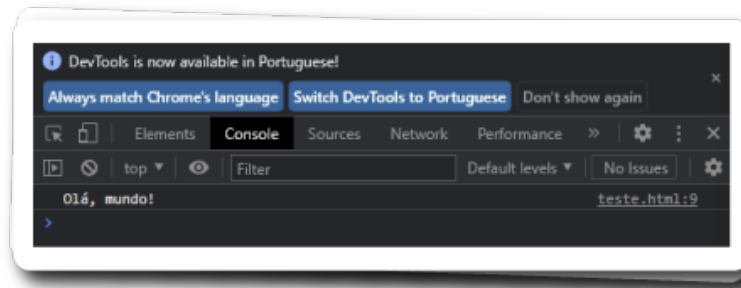 DevTools is now available in Portuguese!
Always match Chrome's language Switch DevTools to Portuguese Don't show again
Elements Console Sources Network Performance
top Filter Default levels No Issues
Olá, mundo! teste.html:9